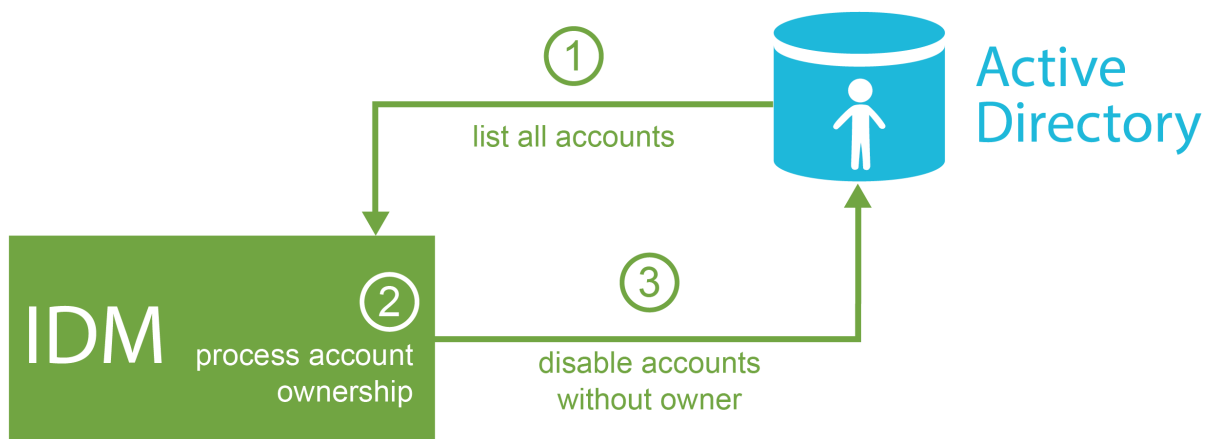 1
list all accounts
Active
Directory
IDM
2
process account
ownership
3
disable accounts
without owner